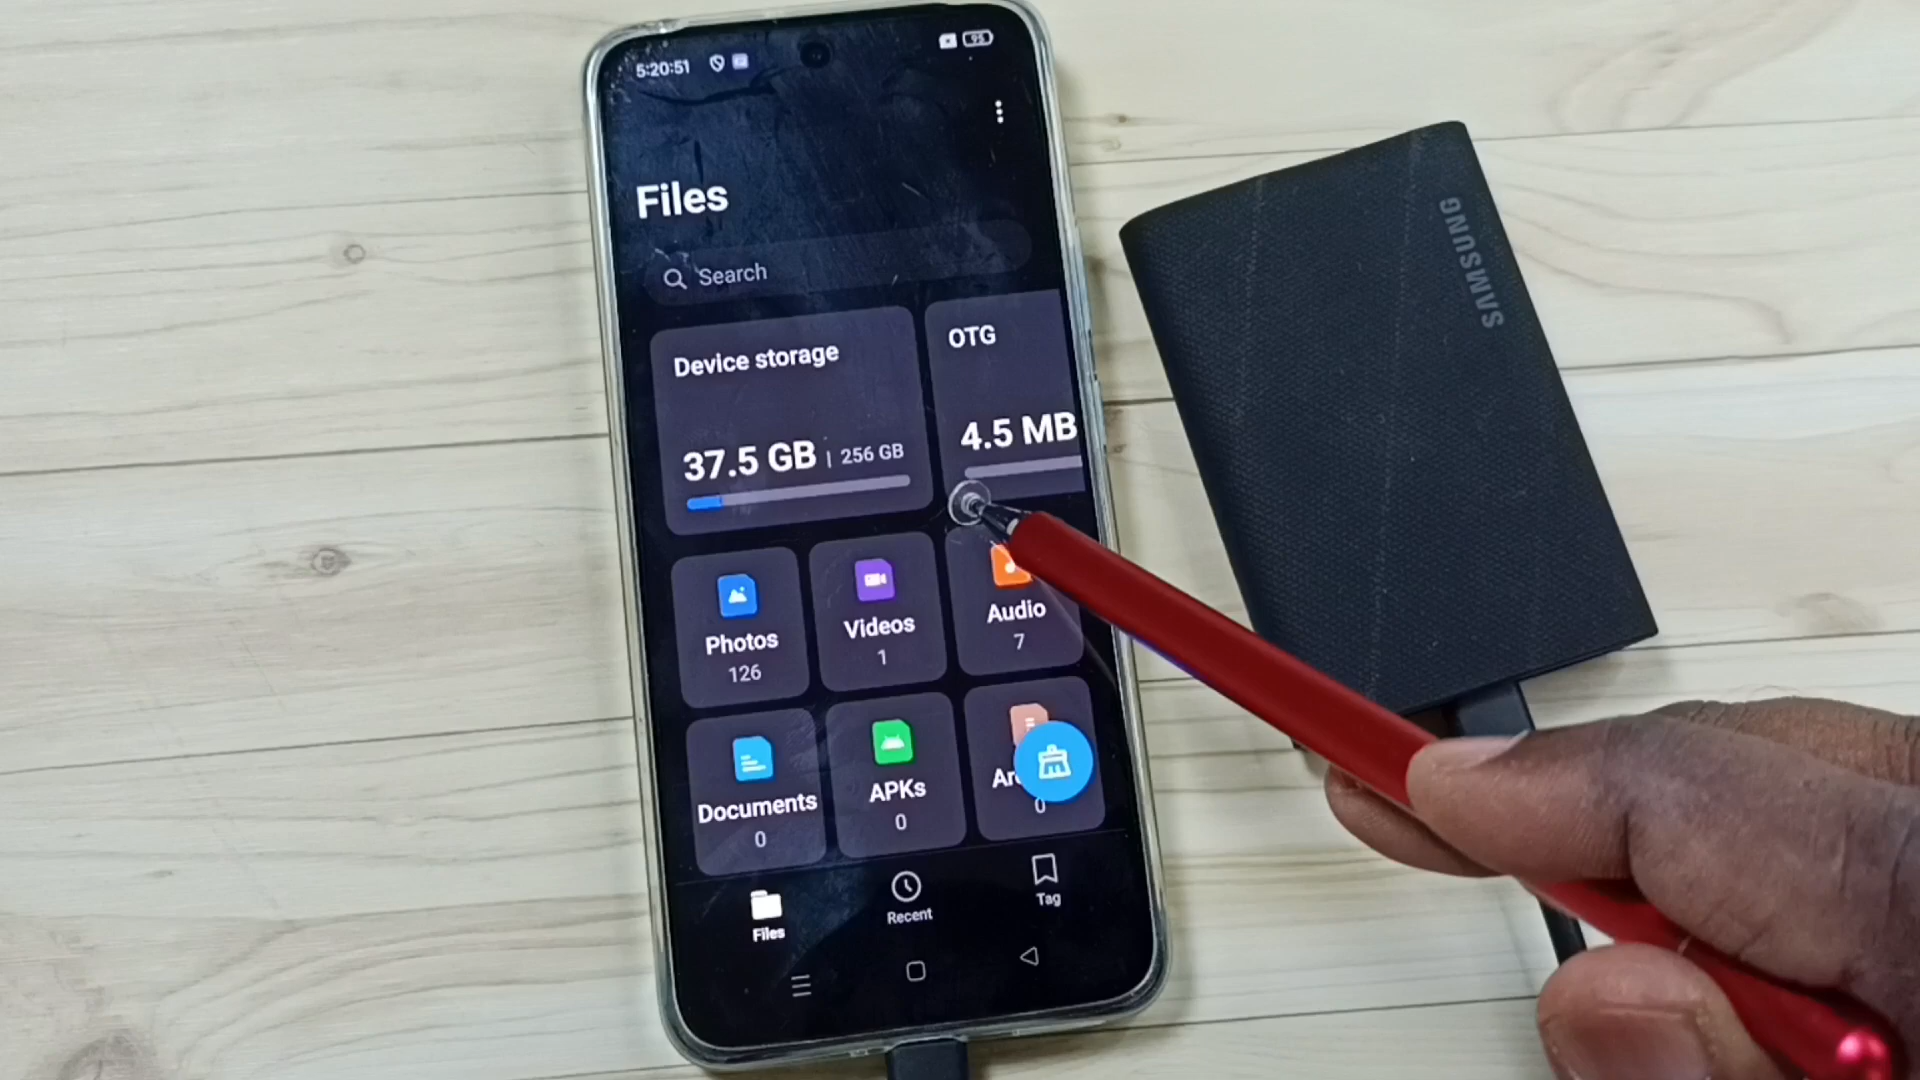 5:20:51
95
Files
Search
Device storage
37.5 GB | 256 GB
OTG
4.5 MB
Photos
126
Videos
1
Audio
7
Documents
0
APKs
0
0
Files
Recent
Tag
SAMSUNG